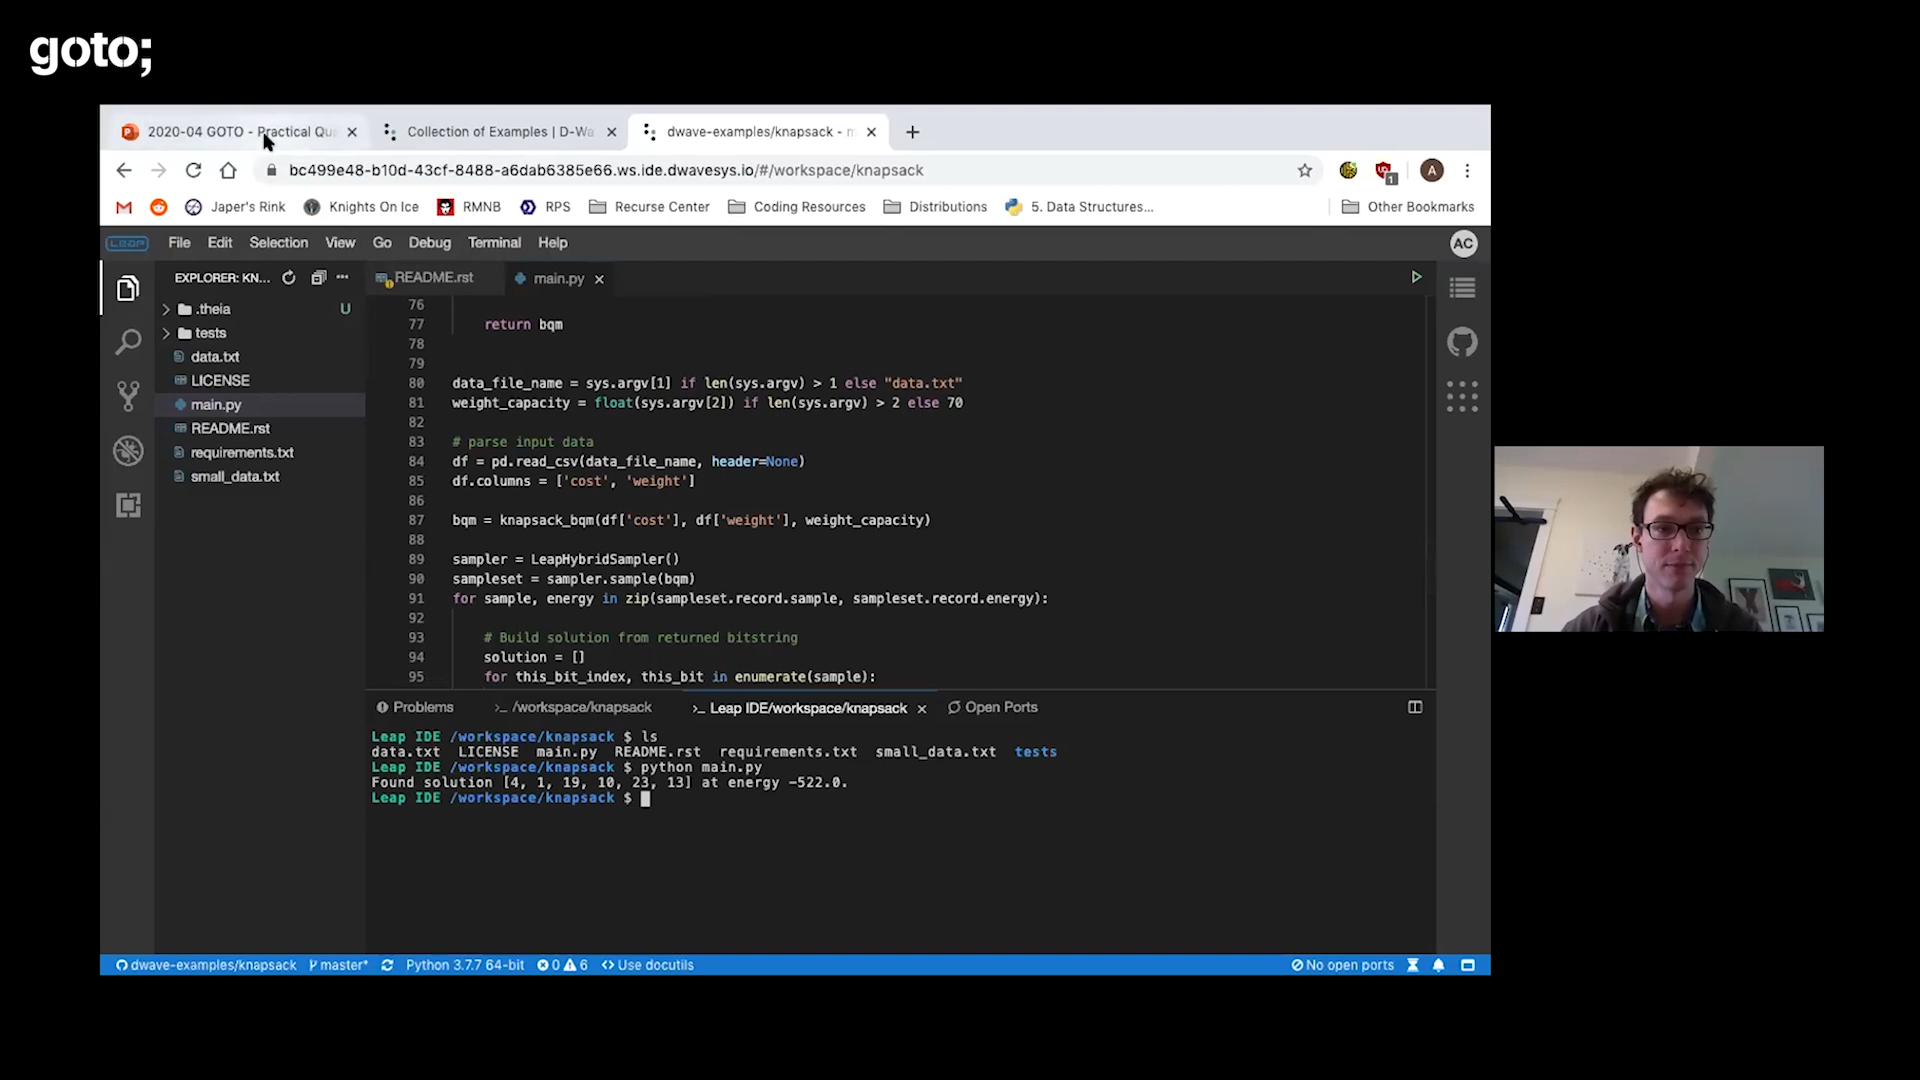 goto;
2020-04 GOTO - Practical Qu
Collection of Examples | D-Wa
dwave-examples/knapsack - m
bc499e48-b10d-43cf-8488-a6dab6385e66.ws.ide.dwavesys.io/#/workspace/knapsack
1
A
Japer's Rink
Knights On Ice
RMNB
RPS
Recurse Center
Coding Resources
Distributions
5. Data Structures...
Other Bookmarks
LEAP
File Edit Selection View Go Debug Terminal Help
AC
EXPLORER: KN...
README.rst
main.py
.theia U
tests
data.txt
LICENSE
main.py
README.rst
requirements.txt
small_data.txt
76
77 return bqm
78
79
80 data_file_name = sys.argv[1] if len(sys.argv) > 1 else "data.txt"
81 weight_capacity = float(sys.argv[2]) if len(sys.argv) > 2 else 70
82
83 # parse input data
84 df = pd.read_csv(data_file_name, header=None)
85 df.columns = ['cost', 'weight']
86
87 bqm = knapsack_bqm(df['cost'], df['weight'], weight_capacity)
88
89 sampler = LeapHybridSampler()
90 sampleset = sampler.sample(bqm)
91 for sample, energy in zip(sampleset.record.sample, sampleset.record.energy):
92
93 # Build solution from returned bitstring
94 solution = []
95 for this_bit_index, this_bit in enumerate(sample):
Problems
>_ /workspace/knapsack
>_ Leap IDE/workspace/knapsack
Open Ports
Leap IDE /workspace/knapsack $ ls
data.txt LICENSE main.py README.rst requirements.txt small_data.txt tests
Leap IDE /workspace/knapsack $ python main.py
Found solution [4, 1, 19, 10, 23, 13] at energy -522.0.
Leap IDE /workspace/knapsack $
dwave-examples/knapsack master* Python 3.7.7 64-bit 0 6 <> Use docutils
No open ports